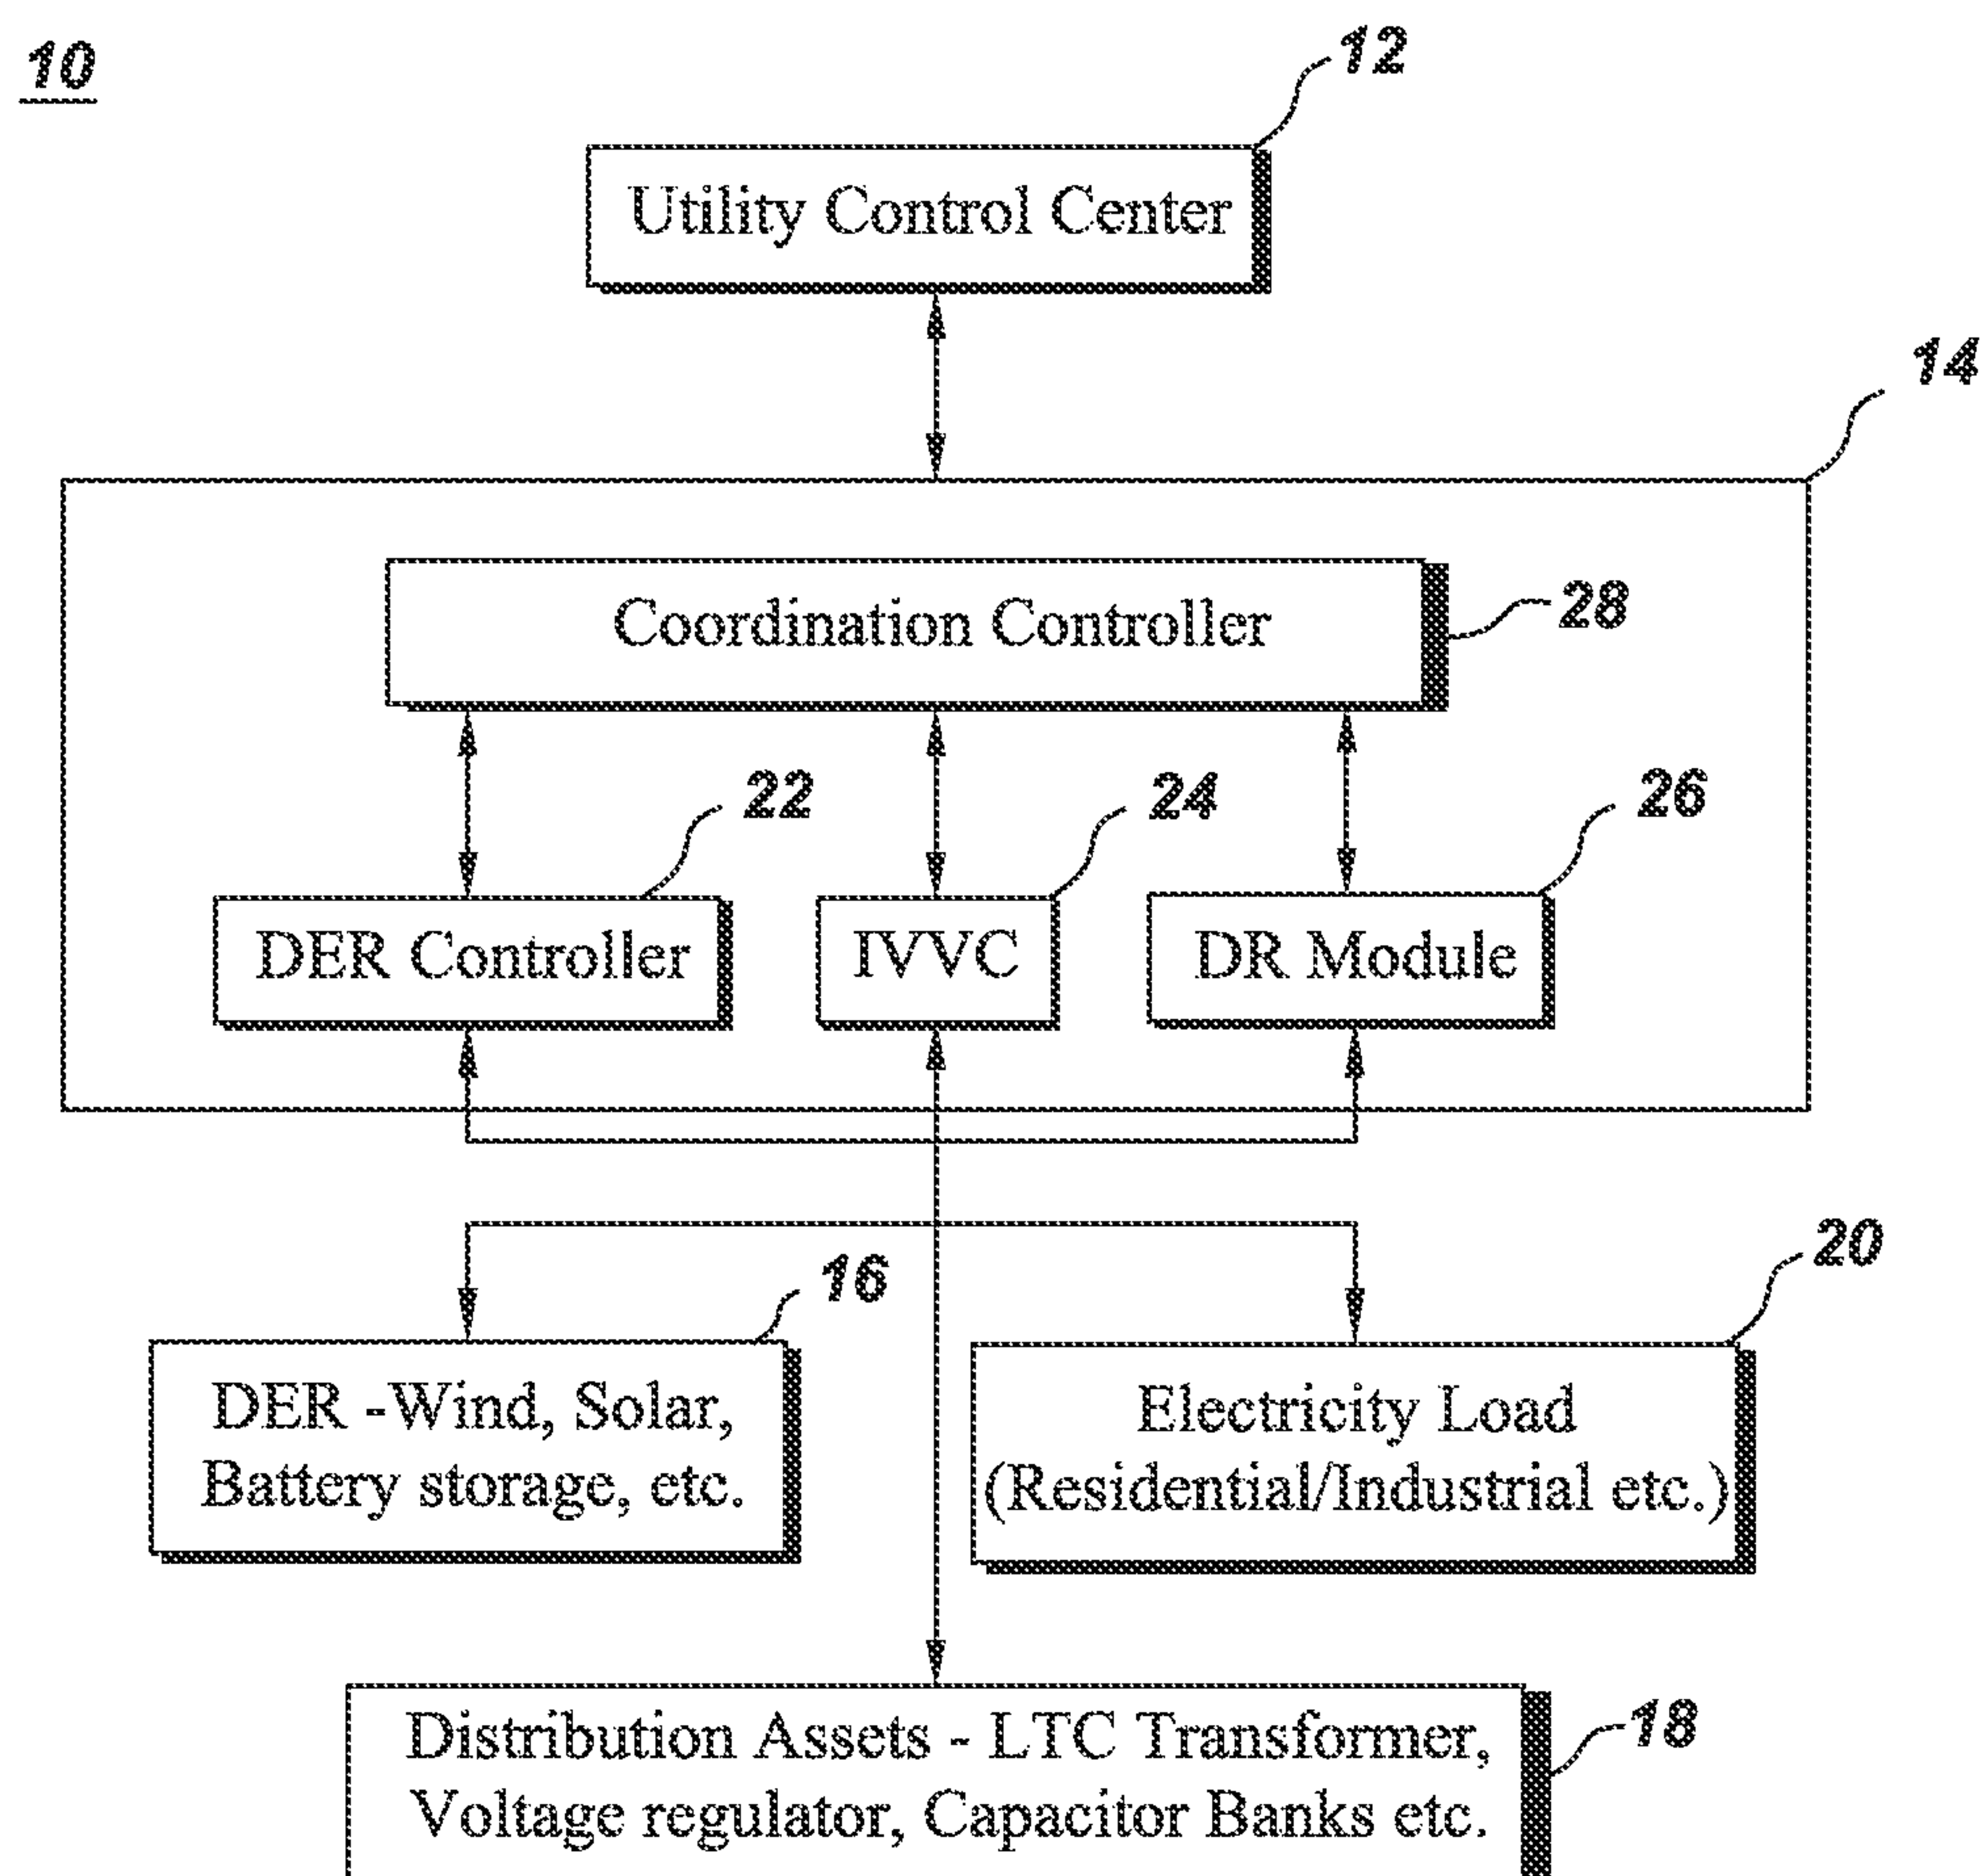 10
12
Utility Control Center
14
Coordination Controller
28
22
24
26
DER Controller
IVVC
DR Module
16
20
DER -Wind, Solar,
Battery storage, etc.
Electricity Load
(Residential/Industrial etc.)
18
Distribution Assets - LTC Transformer,
Voltage regulator, Capacitor Banks etc.